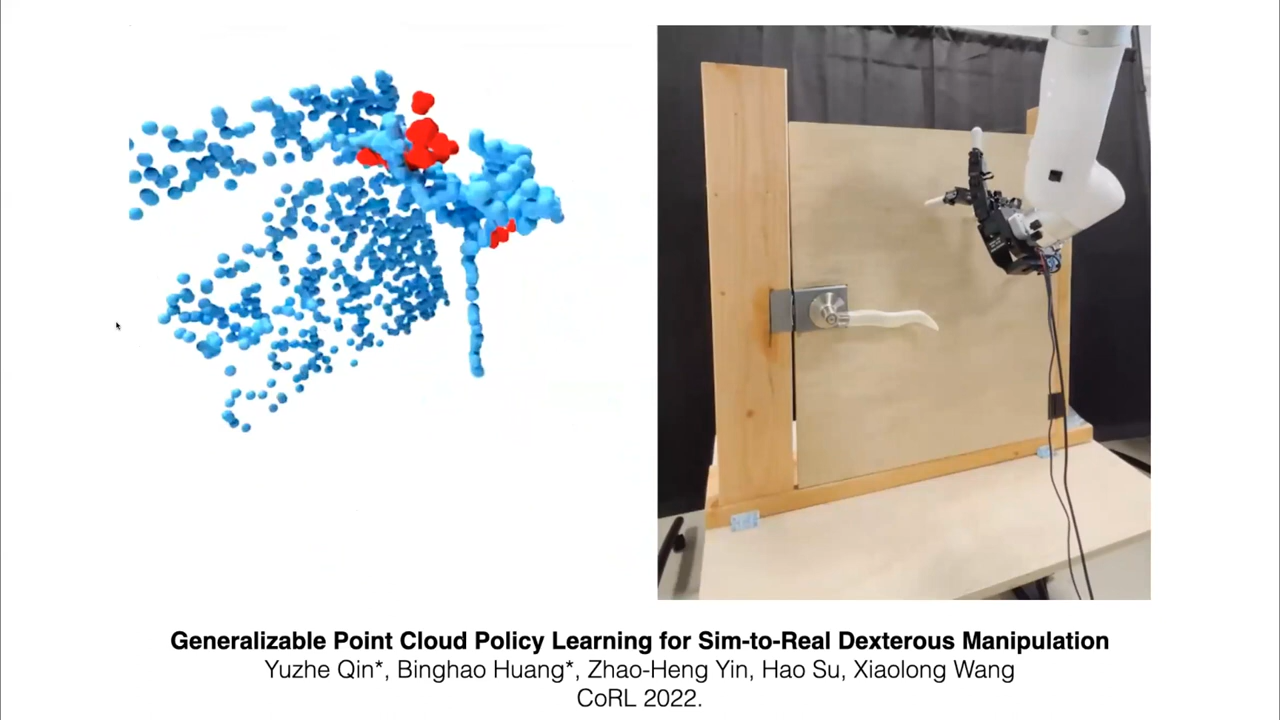 Generalizable Point Cloud Policy Learning for Sim-to-Real Dexterous Manipulation
Yuzhe Qin*, Binghao Huang*, Zhao-Heng Yin, Hao Su, Xiaolong Wang
CoRL 2022.